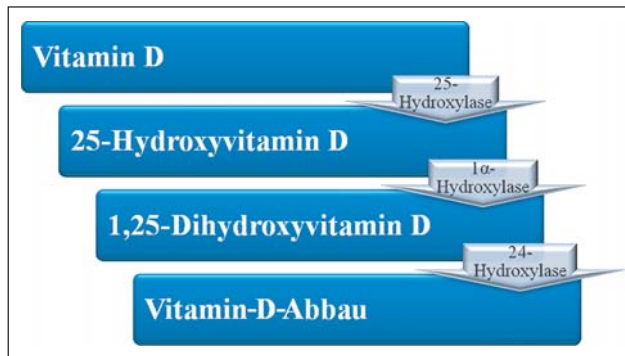 Vitamin D
25-
Hydroxylase
25-Hydroxyvitamin D
1α-
Hydroxylase
1,25-Dihydroxyvitamin D
24-
Hydroxylase
Vitamin-D-Abbau